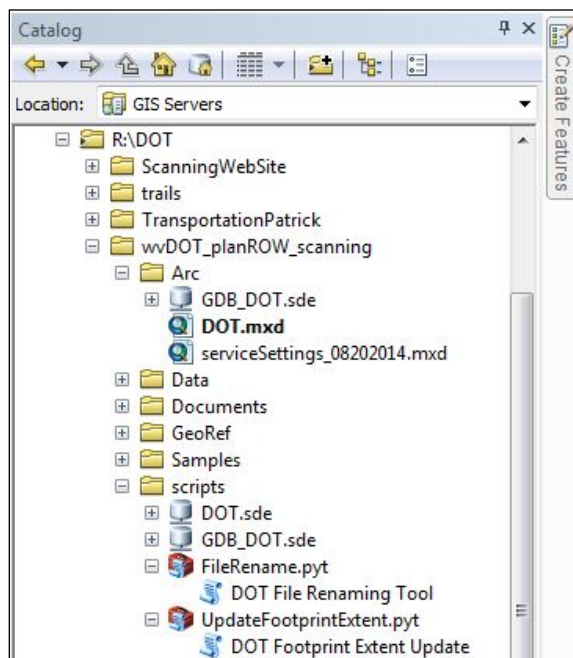 Catalog
Location: GIS Servers
R:\DOT
ScanningWebSite
trails
TransportationPatrick
wvDOT_planROW_scanning
Arc
GDB_DOT.sde
DOT.mxd
serviceSettings_08202014.mxd
Data
Documents
GeoRef
Samples
scripts
DOT.sde
GDB_DOT.sde
FileRename.pyt
DOT File Renaming Tool
UpdateFootprintExtent.pyt
DOT Footprint Extent Update
Create Features